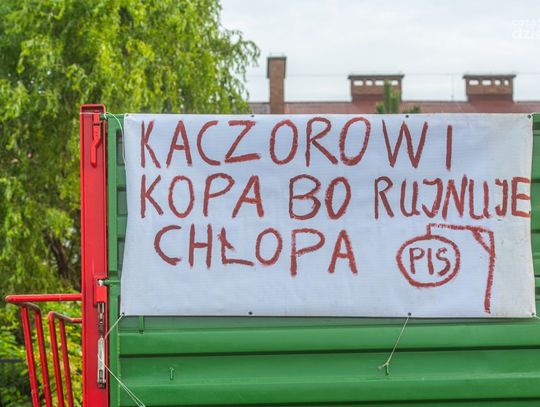 KACZOROWI
KOPA BO RUJNUJE
CHŁOPA
PIS